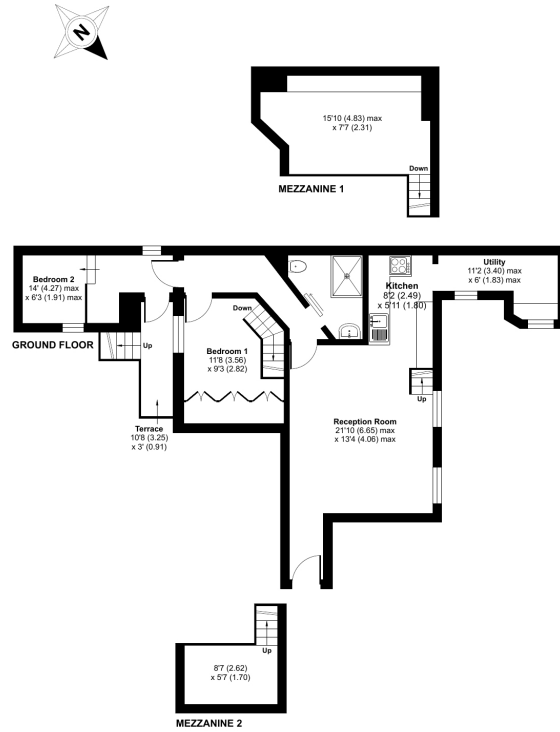 N
15'10 (4.83) max
x 7'7 (2.31)
Down
MEZZANINE 1
Bedroom 2
14' (4.27) max
x 6'3 (1.91) max
GROUND FLOOR
Up
Terrace
10'8 (3.25)
x 3' (0.91)
Down
Bedroom 1
11'8 (3.56)
x 9'3 (2.82)
Kitchen
8'2 (2.49)
x 5'11 (1.80)
Utility
11'2 (3.40) max
x 6' (1.83) max
Up
Reception Room
21'10 (6.65) max
x 13'4 (4.06) max
Up
8'7 (2.62)
x 5'7 (1.70)
MEZZANINE 2